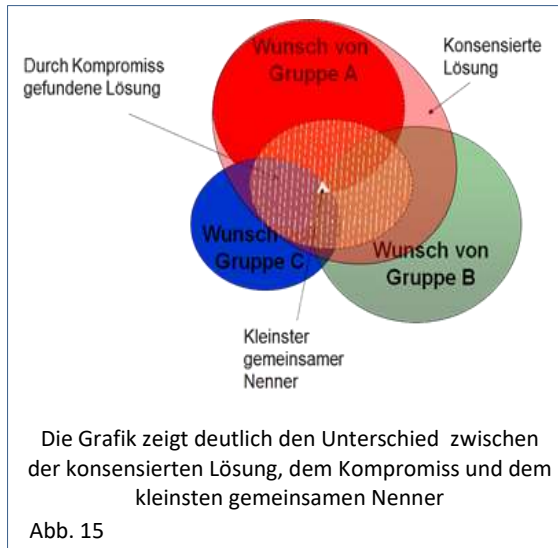 Wunsch von
Gruppe A
Konsensierte
Lösung
Durch Kompromiss
gefundene Lösung
Wunsch
Gruppe C
Wunsch von
Gruppe B
Kleinster
gemeinsamer
Nenner
Die Grafik zeigt deutlich den Unterschied zwischen
der konsensierten Lösung, dem Kompromiss und dem
kleinsten gemeinsamen Nenner
Abb. 15